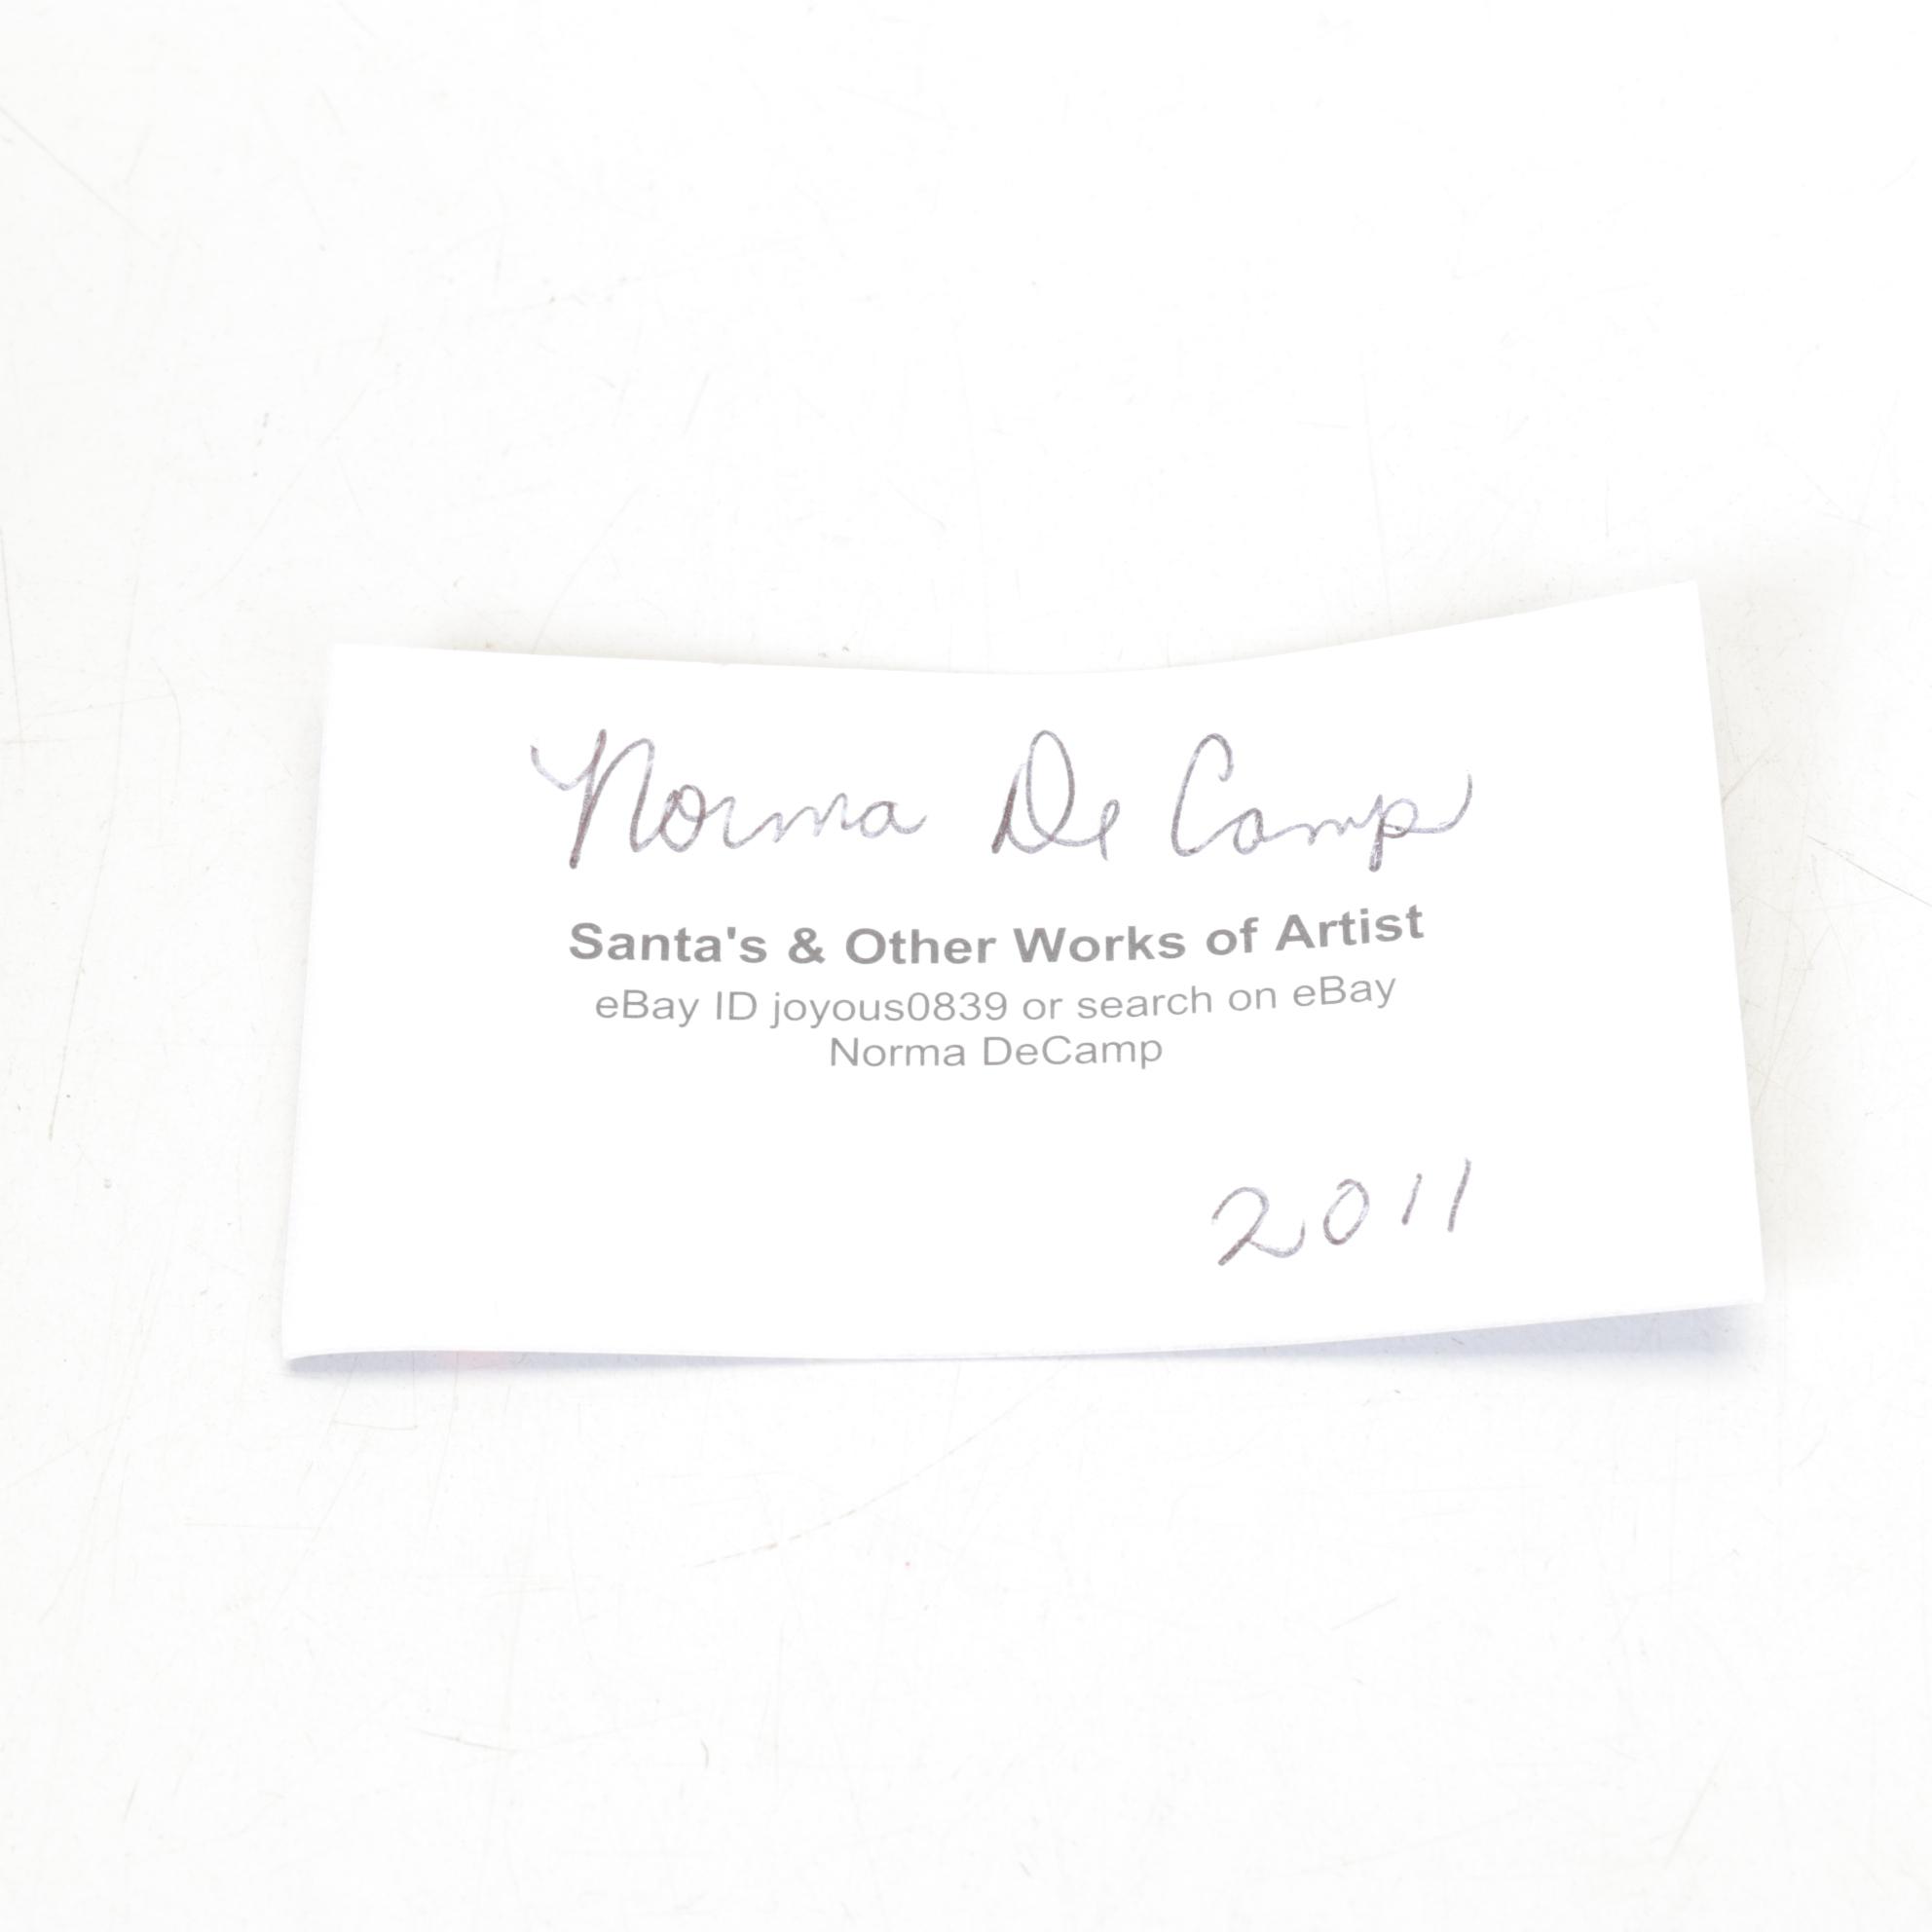 Norma De Camp
Santa's & Other Works of Artist
eBay ID joyous0839 or search on eBay
Norma DeCamp
2011